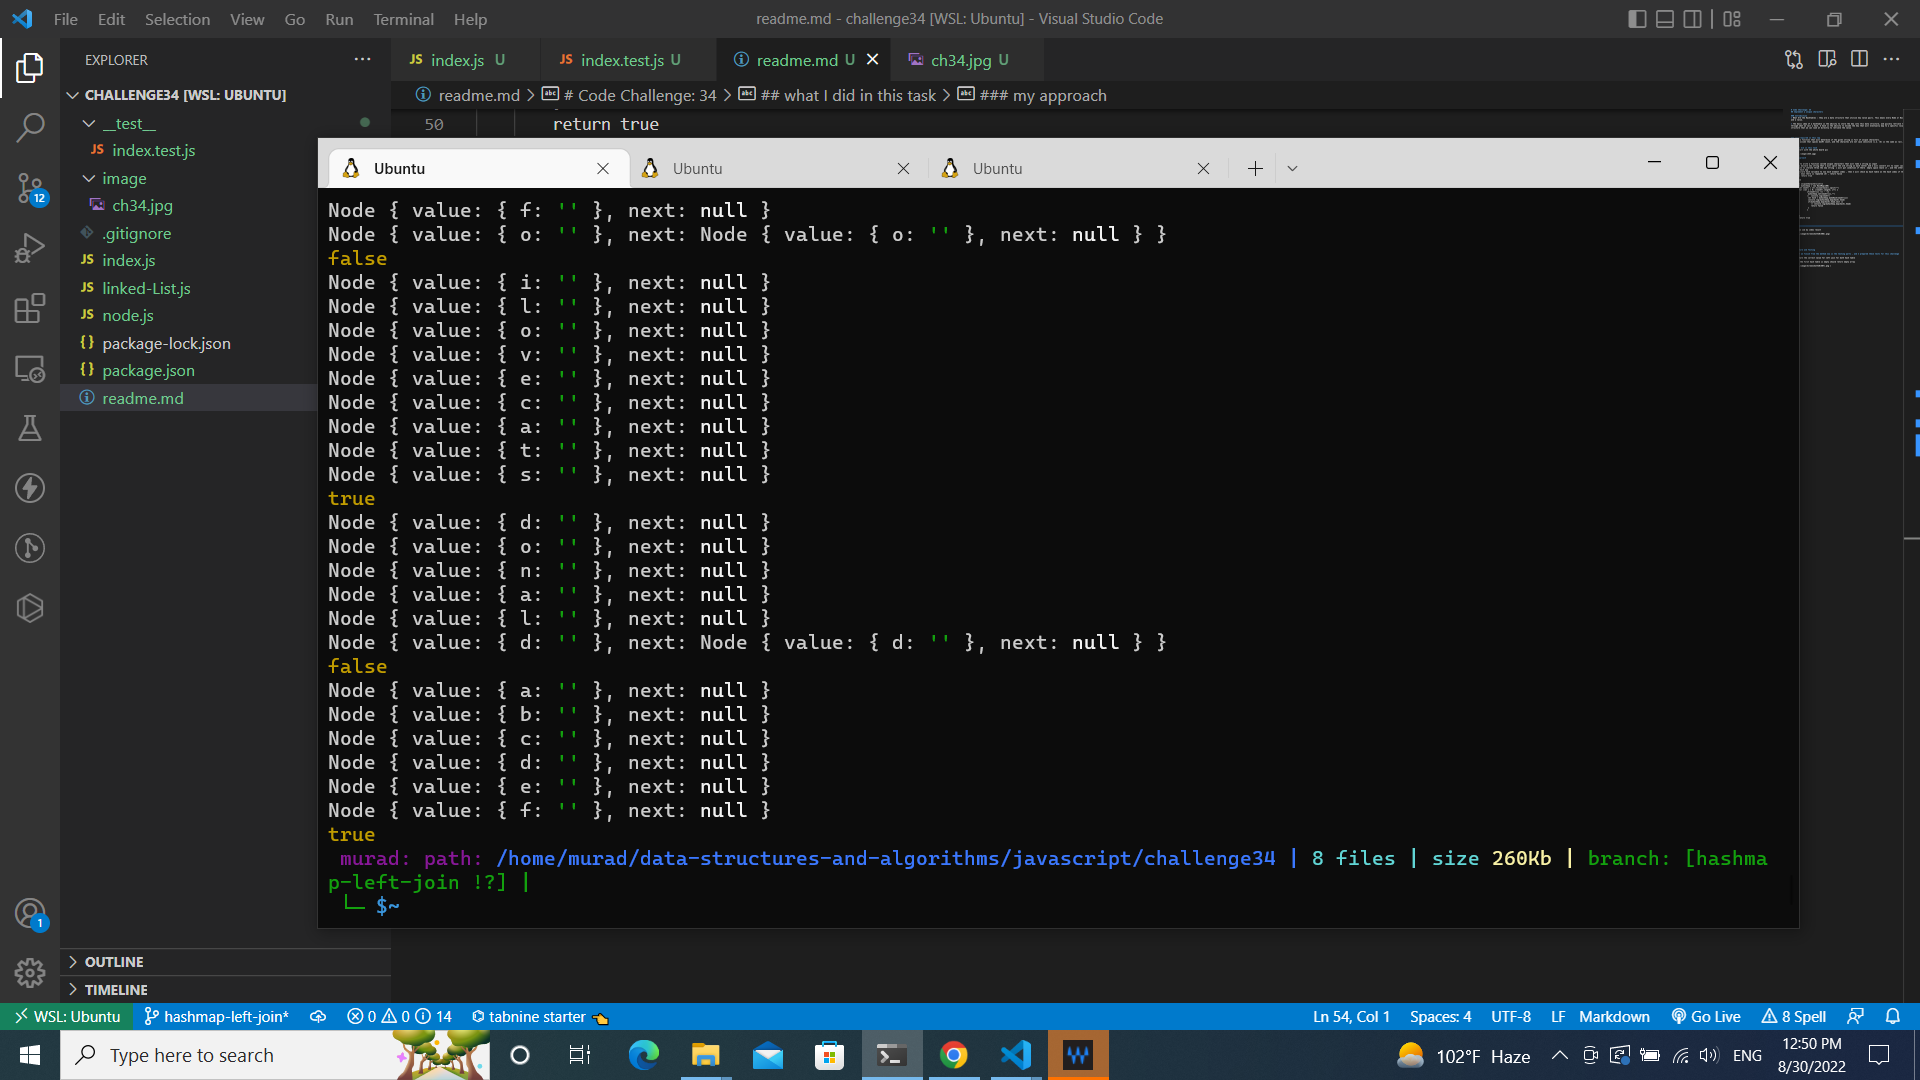 File Edit Selection View Go Run Terminal Help
readme.md - challenge34 [WSL: Ubuntu] - Visual Studio Code
EXPLORER
JS index.js U
JS index.test.js U
readme.md U
ch34.jpg U
readme.md > # Code Challenge: 34 > ## what I did in this task > ### my approach
CHALLENGE34 [WSL: UBUNTU]
__test__
JS index.test.js
image
ch34.jpg
.gitignore
JS index.js
JS linked-List.js
JS node.js
{} package-lock.json
{} package.json
readme.md
12
1
50 return true
Ubuntu
Ubuntu
Ubuntu
Node { value: { f: '' }, next: null }
Node { value: { o: '' }, next: Node { value: { o: '' }, next: null } }
false
Node { value: { i: '' }, next: null }
Node { value: { l: '' }, next: null }
Node { value: { o: '' }, next: null }
Node { value: { v: '' }, next: null }
Node { value: { e: '' }, next: null }
Node { value: { c: '' }, next: null }
Node { value: { a: '' }, next: null }
Node { value: { t: '' }, next: null }
Node { value: { s: '' }, next: null }
true
Node { value: { d: '' }, next: null }
Node { value: { o: '' }, next: null }
Node { value: { n: '' }, next: null }
Node { value: { a: '' }, next: null }
Node { value: { l: '' }, next: null }
Node { value: { d: '' }, next: Node { value: { d: '' }, next: null } }
false
Node { value: { a: '' }, next: null }
Node { value: { b: '' }, next: null }
Node { value: { c: '' }, next: null }
Node { value: { d: '' }, next: null }
Node { value: { e: '' }, next: null }
Node { value: { f: '' }, next: null }
true
murad: path: /home/murad/data-structures-and-algorithms/javascript/challenge34 | 8 files | size 260Kb | branch: [hashma
p-left-join !?] |
└─ $~
OUTLINE
TIMELINE
WSL: Ubuntu hashmap-left-join* 0 0 14 tabnine starter
Ln 54, Col 1 Spaces: 4 UTF-8 LF Markdown Go Live 8 Spell
Type here to search
102°F Haze
ENG
12:50 PM
8/30/2022